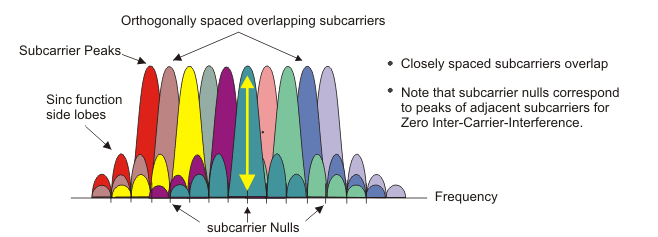 Orthogonally spaced overlapping subcarriers
Subcarrier Peaks
Sinc function
side lobes
• Closely spaced subcarriers overlap
• Note that subcarrier nulls correspond
to peaks of adjacent subcarriers for
Zero Inter-Carrier-Interference.
Frequency
subcarrier Nulls